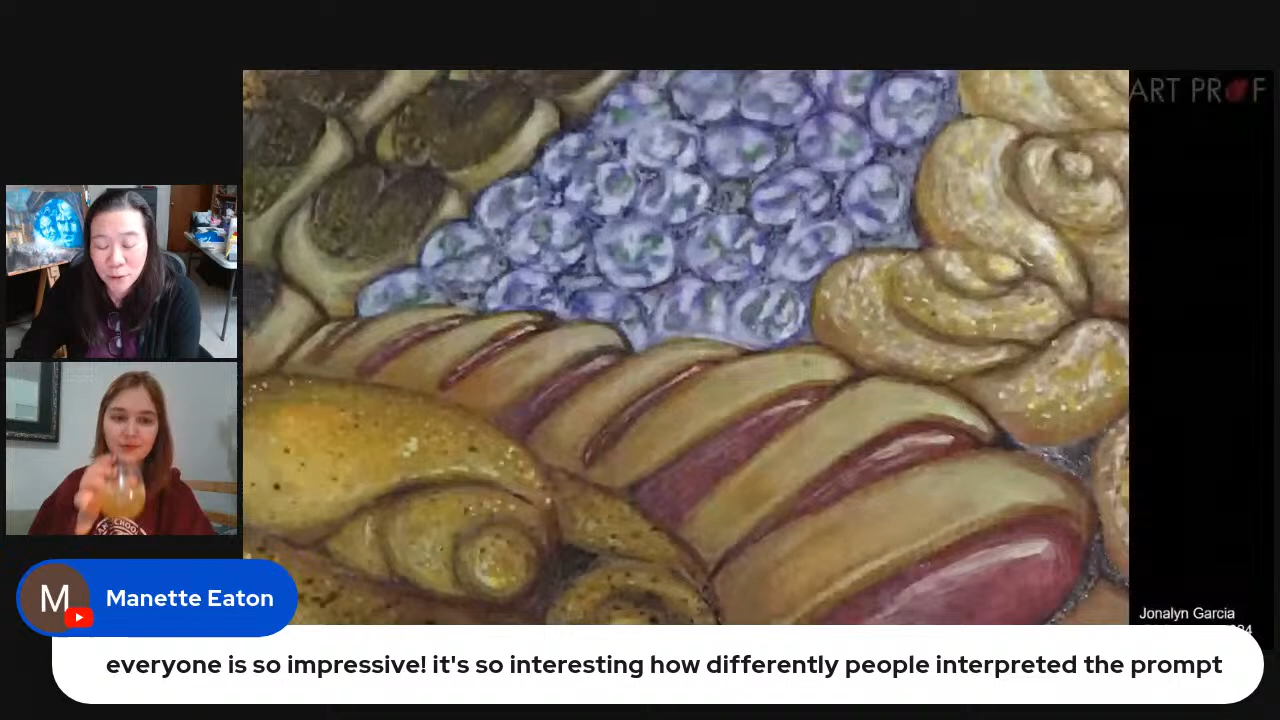 ART PROF
Jonalyn Garcia
M
Manette Eaton
everyone is so impressive! it's so interesting how differently people interpreted the prompt